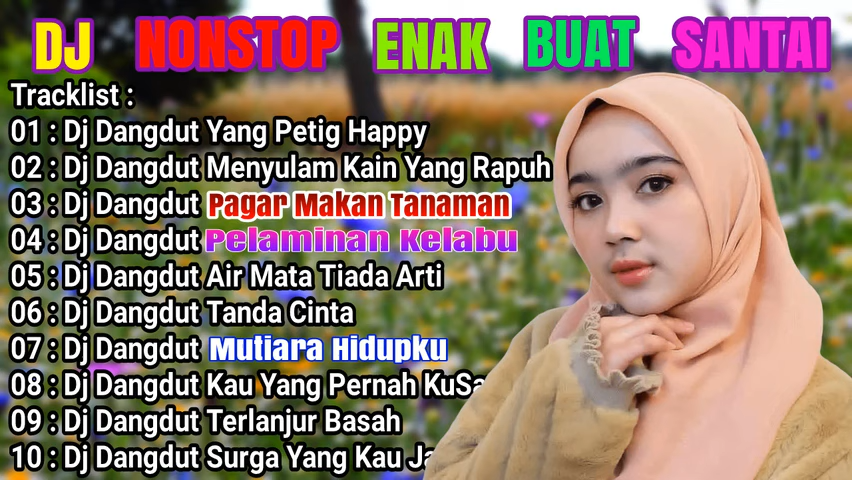 DJ NONSTOP ENAK BUAT SANTAI
Tracklist :
01 : Dj Dangdut Yang Petig Happy
02 : Dj Dangdut Menyulam Kain Yang Rapuh
03 : Dj Dangdut Pagar Makan Tanaman
04 : Dj Dangdut Pelaminan Kelabu
05 : Dj Dangdut Air Mata Tiada Arti
06 : Dj Dangdut Tanda Cinta
07 : Dj Dangdut Mutiara Hidupku
08 : Dj Dangdut Kau Yang Pernah
09 : Dj Dangdut Terlanjur Basah
10 : Dj Dangdut Surga Yang Kau